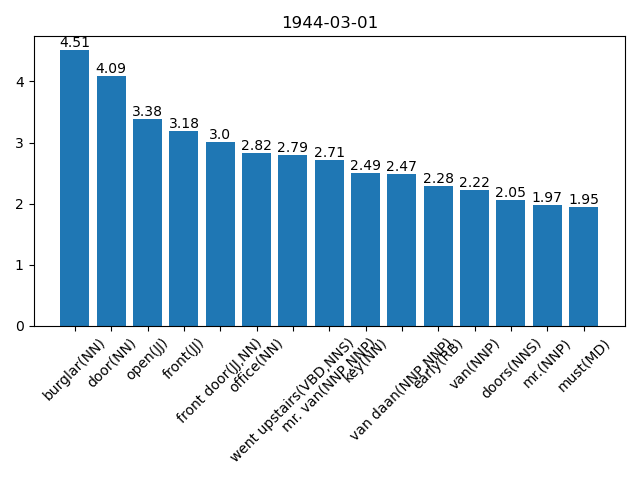 1944-03-01
4.51
4.09
3.38
3.18
3.0
2.82
2.79
2.71
2.49
2.47
2.28
2.22
2.05
1.97
1.95
4
3
2
1
0
burglar(NN)
door(NN)
open(JJ)
front(JJ)
front door(JJ,NN)
office(NN)
went upstairs(VBD,NNS)
mr. van(NNP,NNP)
key(NN)
van daan(NNP,NNP)
early(RB)
van(NNP)
doors(NNS)
mr.(NNP)
must(MD)